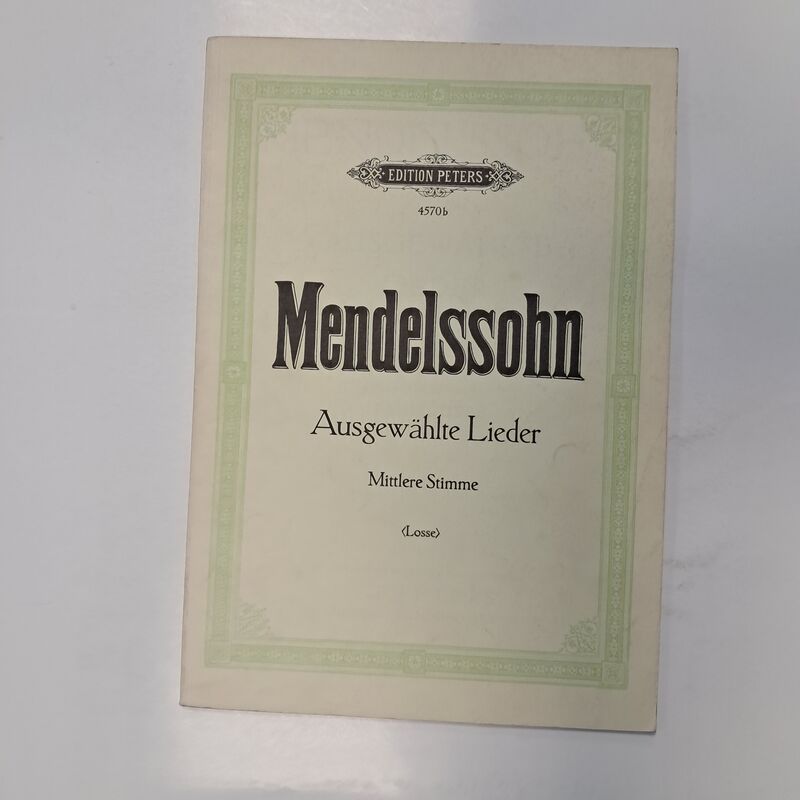 EDITION PETERS
4570b
Mendelssohn
Ausgewählte Lieder
Mittlere Stimme
〈Losse〉